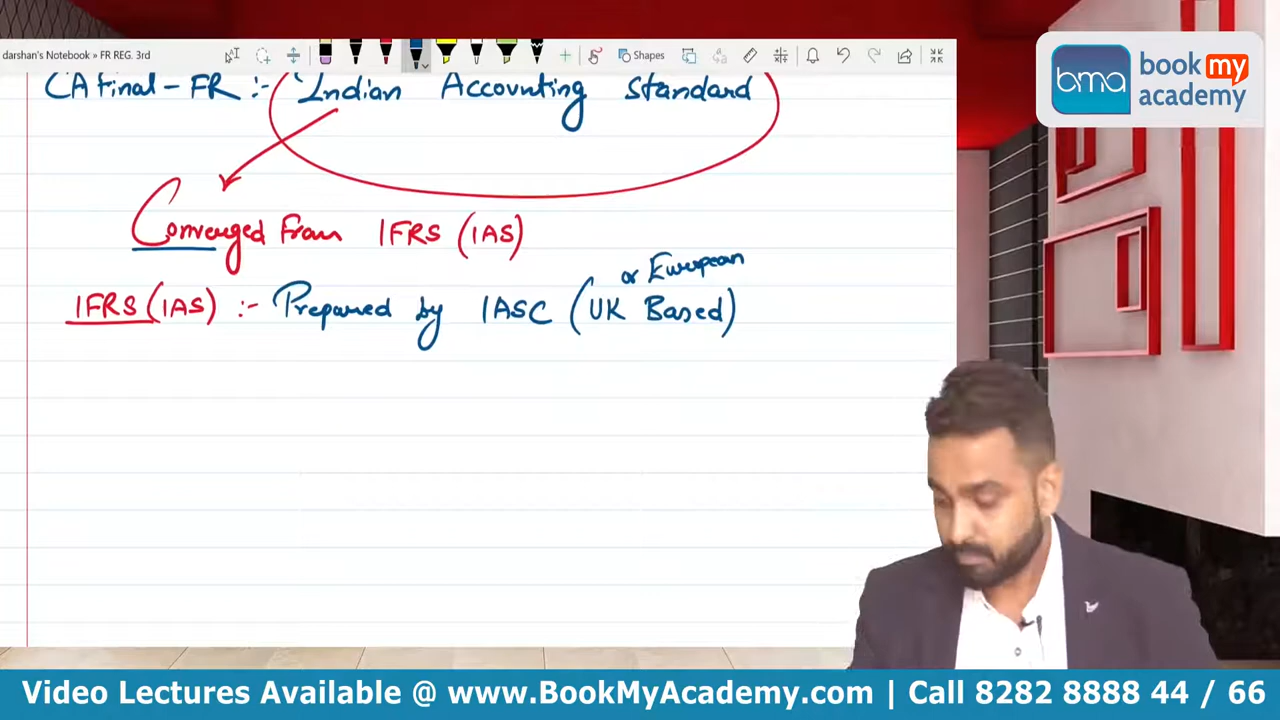 darshan's Notebook » FR REG. 3rd
Shapes
bma
book my academy
CA Final - FR :- Indian Accounting Standard
Converged from IFRS (IAS)
or European
IFRS (IAS) :- Prepared by IASC (UK Based)
Video Lectures Available @ www.BookMyAcademy.com | Call 8282 8888 44 / 66